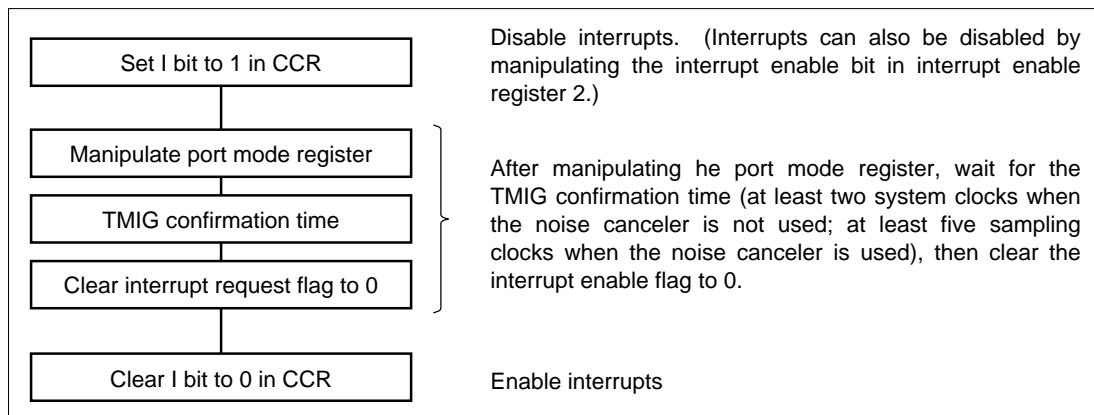 Set I bit to 1 in CCR
Disable interrupts. (Interrupts can also be disabled by
manipulating the interrupt enable bit in interrupt enable
register 2.)
Manipulate port mode register
TMIG confirmation time
Clear interrupt request flag to 0
After manipulating he port mode register, wait for the
TMIG confirmation time (at least two system clocks when
the noise canceler is not used; at least five sampling
clocks when the noise canceler is used), then clear the
interrupt enable flag to 0.
Clear I bit to 0 in CCR
Enable interrupts